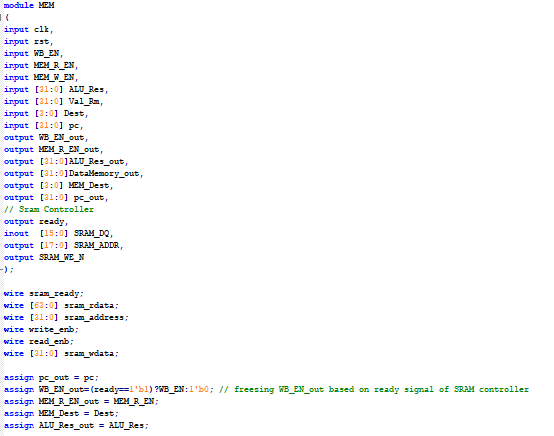 module MEM
(
input clk,
input rst,
input WB_EN,
input MEM_R_EN,
input MEM_W_EN,
input [31:0] ALU_Res,
input [31:0] Val_Rm,
input [3:0] Dest,
input [31:0] pc,
output WB_EN_out,
output MEM_R_EN_out,
output [31:0]ALU_Res_out,
output [31:0]DataMemory_out,
output [3:0] MEM_Dest,
output [31:0] pc_out,
// Sram Controller
output ready,
inout  [15:0] SRAM_DQ,
output [17:0] SRAM_ADDR,
output SRAM_WE_N
);
wire sram_ready;
wire [63:0] sram_rdata;
wire [31:0] sram_address;
wire write_enb;
wire read_enb;
wire [31:0] sram_wdata;
assign pc_out = pc;
assign WB_EN_out=(ready==1'b1)?WB_EN:1'b0; // freesing WB_EN_out based on ready signal of SRAM controller
assign MEM_R_EN_out = MEM_R_EN;
assign MEM_Dest = Dest;
assign ALU_Res_out = ALU_Res;